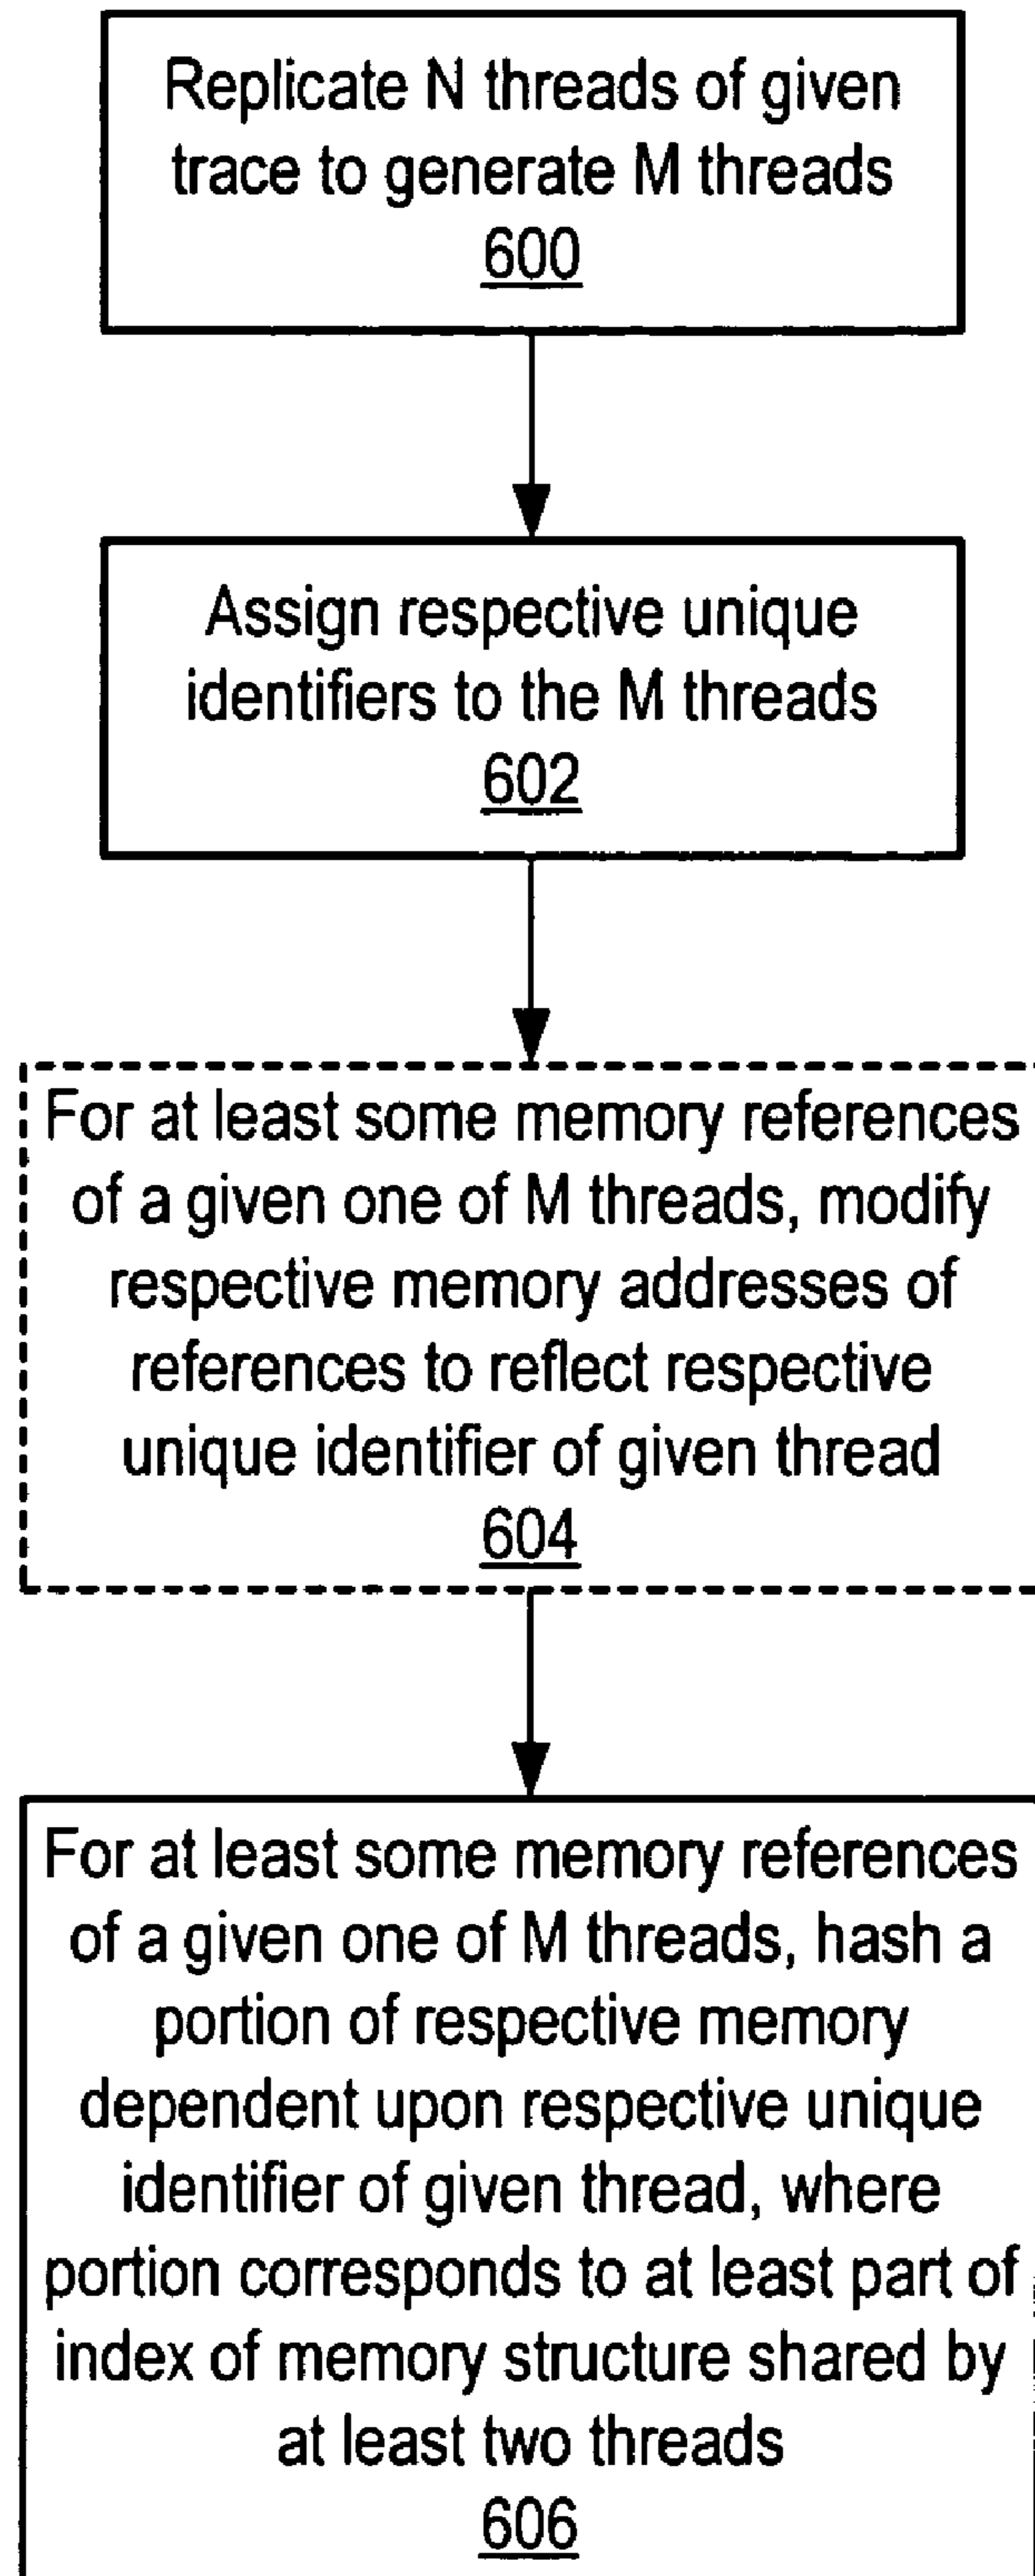 Replicate N threads of given
trace to generate M threads
600
Assign respective unique
identifiers to the M threads
602
For at least some memory references
of a given one of M threads, modify
respective memory addresses of
references to reflect respective
unique identifier of given thread
604
For at least some memory references
of a given one of M threads, hash a
portion of respective memory
dependent upon respective unique
identifier of given thread, where
portion corresponds to at least part of
index of memory structure shared by
at least two threads
606